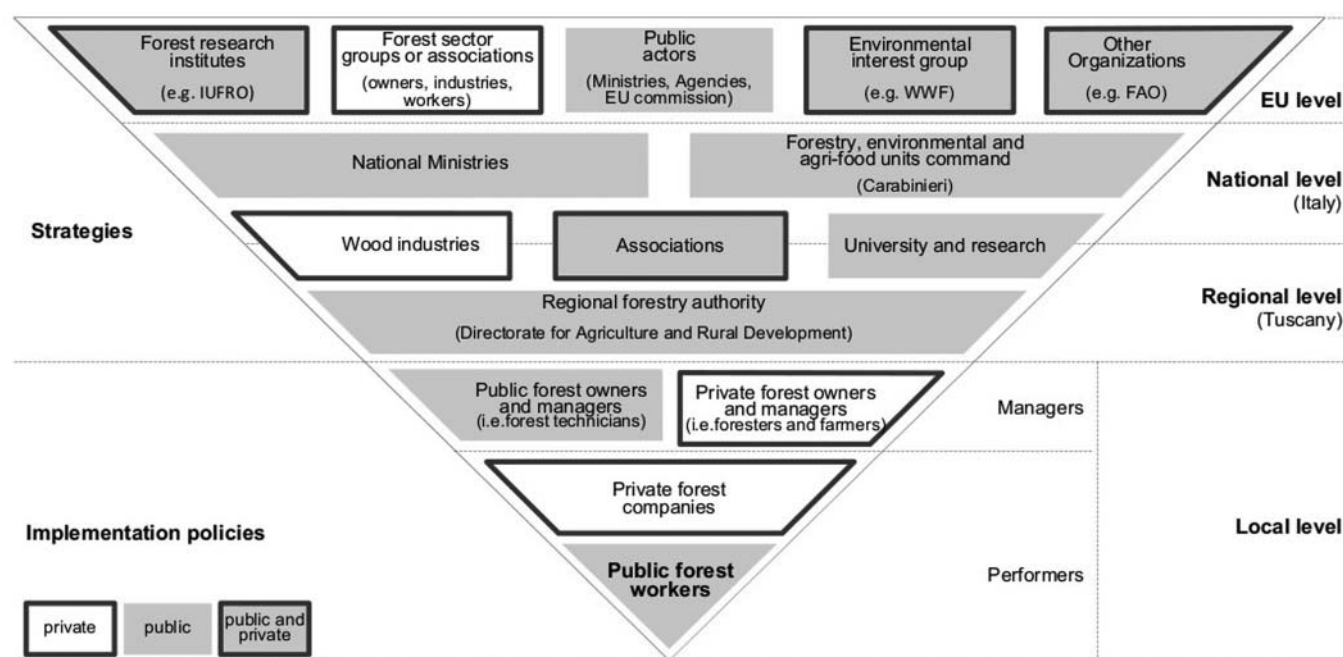 Forest research
institutes
(e.g. IUFRO)
Forest sector
groups or associations
(owners, industries,
workers)
Public
actors
(Ministries, Agencies,
EU commission)
Environmental
interest group
(e.g. WWF)
Other
Organizations
(e.g. FAO)
EU level
National Ministries
Forestry, environmental and
agri-food units command
(Carabinieri)
National level
(Italy)
Strategies
Wood industries
Associations
University and research
Regional forestry authority
(Directorate for Agriculture and Rural Development)
Regional level
(Tuscany)
Public forest owners
and managers
(i.e.forest technicians)
Private forest owners
and managers
(i.e.foresters and farmers)
Managers
Private forest
companies
Implementation policies
Local level
Public forest
workers
Performers
private
public
public and
private